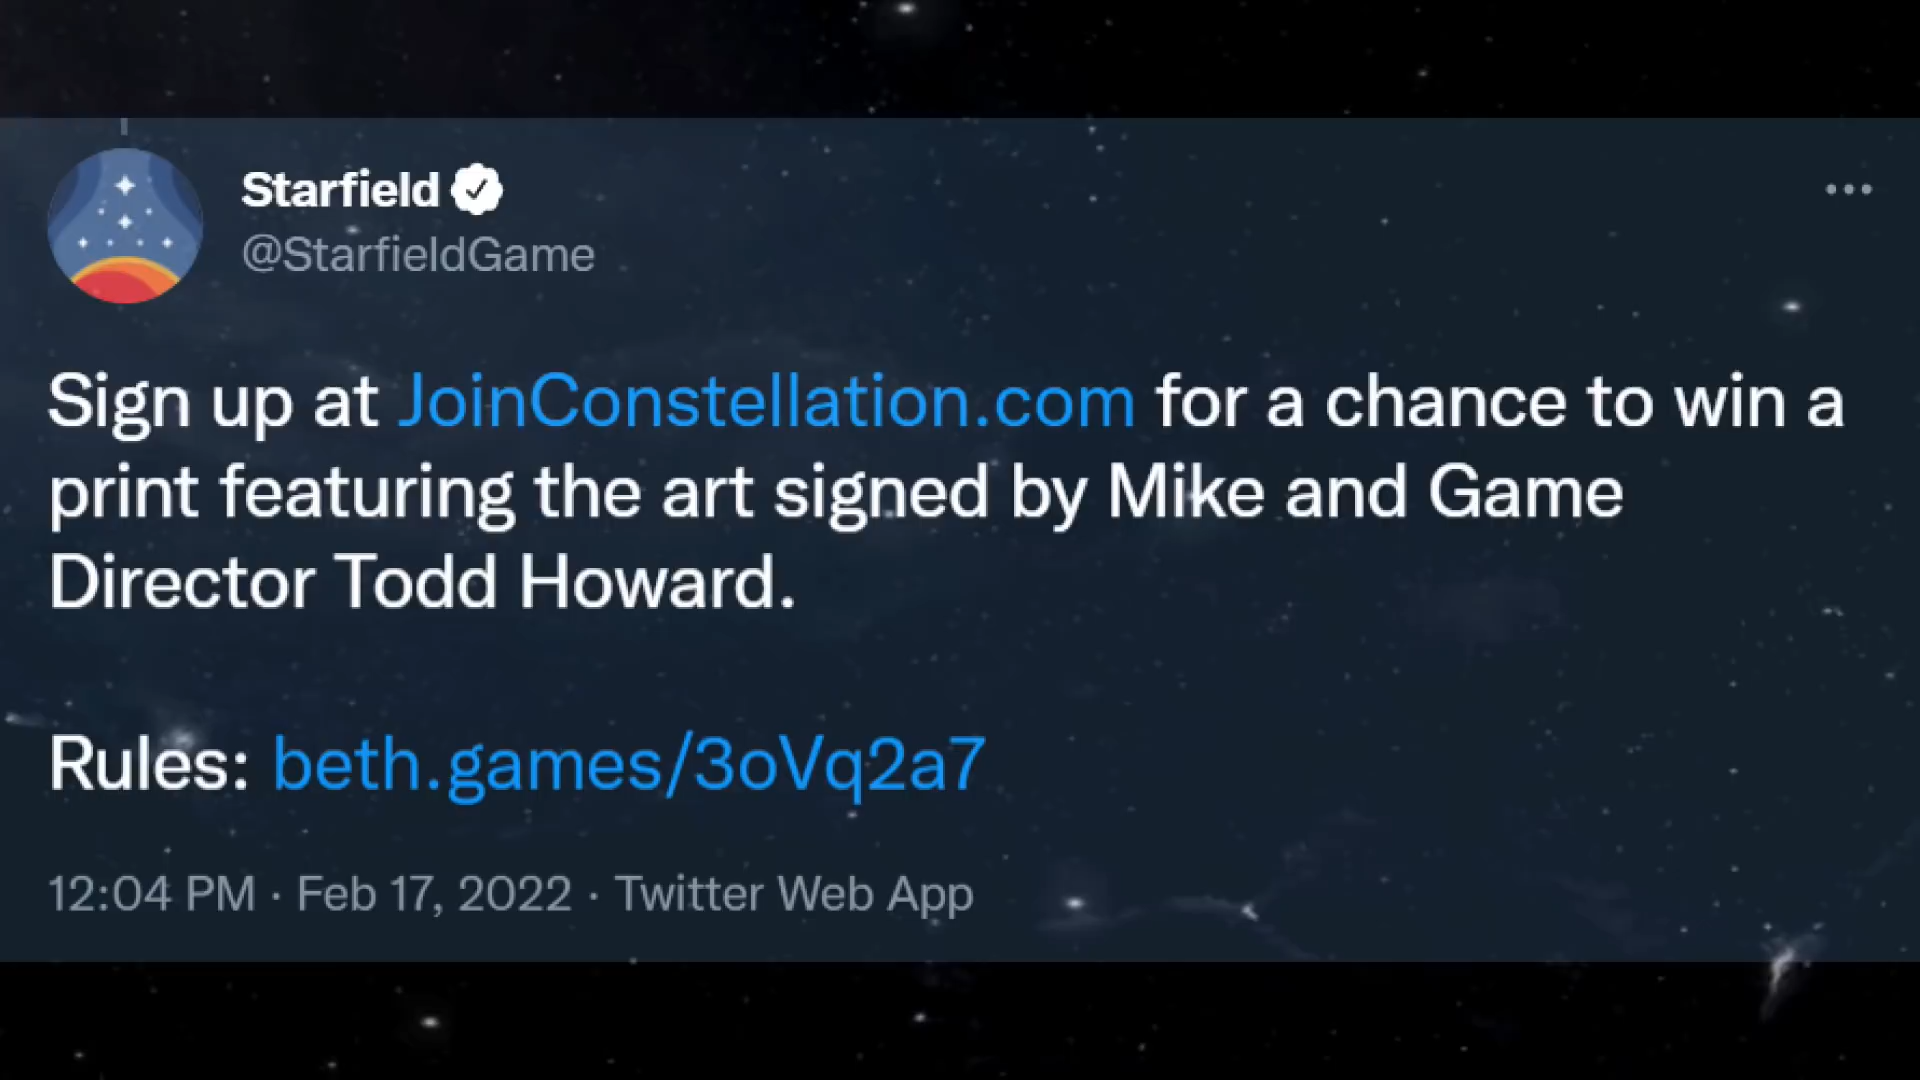 Starfield
@StarfieldGame
Sign up at JoinConstellation.com for a chance to win a
print featuring the art signed by Mike and Game
Director Todd Howard.
Rules: beth.games/3oVq2a7
12:04 PM · Feb 17, 2022 · Twitter Web App